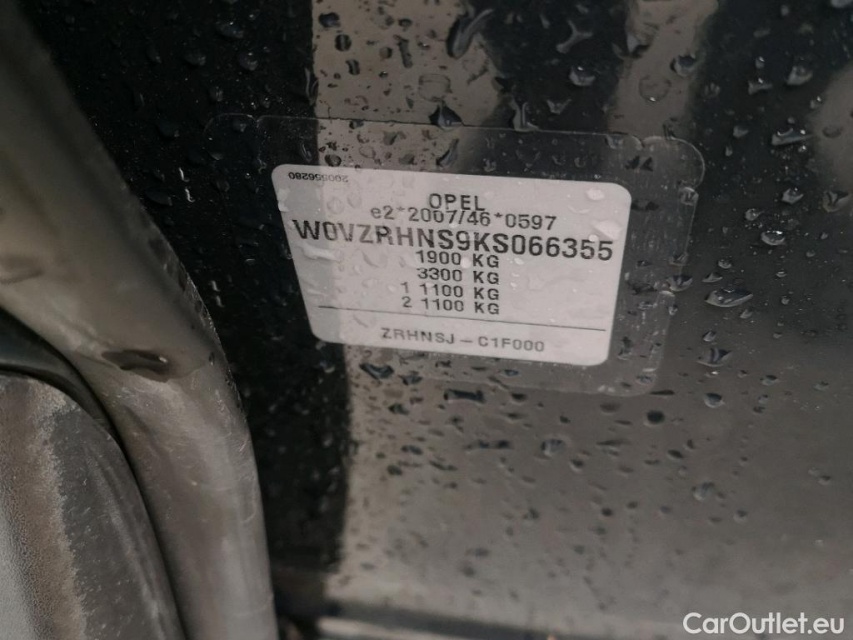 200556280
OPEL
e2*2007/46*0597
W0VZRHNS9KS066355
1900 KG
3300 KG
1 1100 KG
2 1100 KG
ZRHNSJ-C1F000
CarOutlet.eu